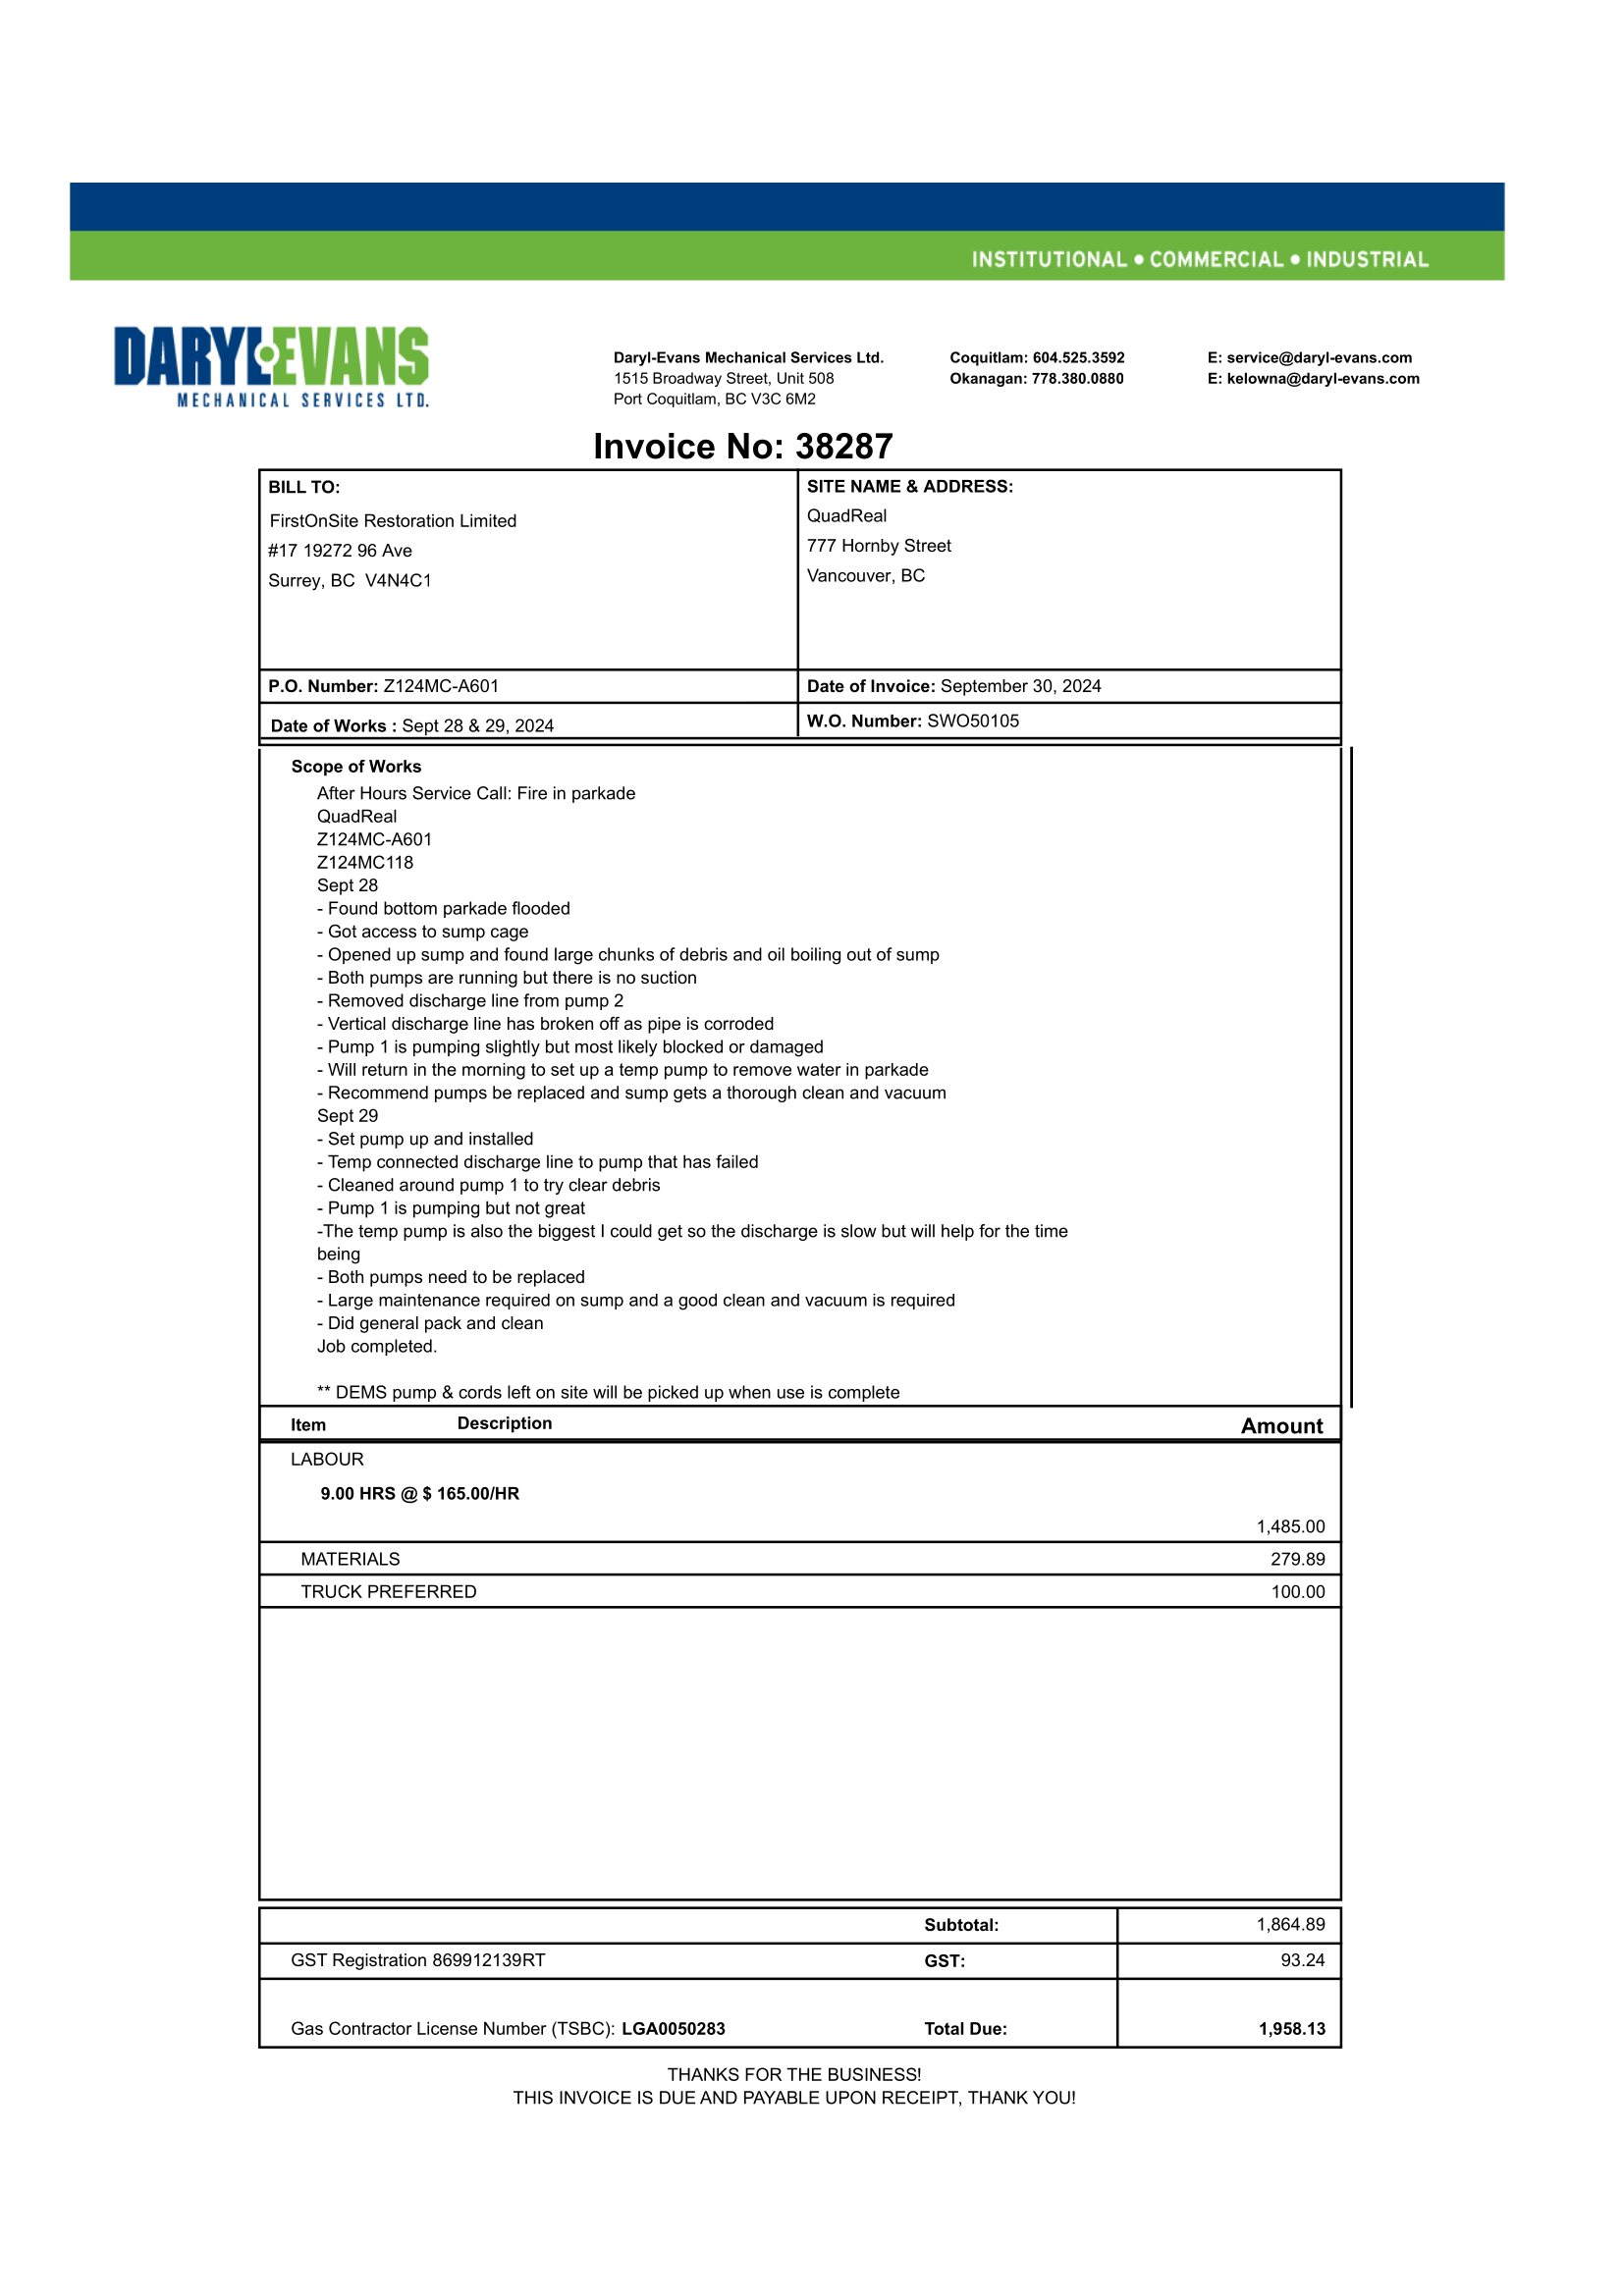 INSTITUTIONAL • COMMERCIAL • INDUSTRIAL
DARYL-EVANS
MECHANICAL SERVICES LTD.
Daryl-Evans Mechanical Services Ltd.
1515 Broadway Street, Unit 508
Port Coquitlam, BC V3C 6M2
Coquitlam: 604.525.3592
Okanagan: 778.380.0880
E: service@daryl-evans.com
E: kelowna@daryl-evans.com
Invoice No: 38287
BILL TO:
FirstOnSite Restoration Limited
#17 19272 96 Ave
Surrey, BC V4N4C1
SITE NAME & ADDRESS:
QuadReal
777 Hornby Street
Vancouver, BC
P.O. Number: Z124MC-A601
Date of Invoice: September 30, 2024
Date of Works : Sept 28 & 29, 2024
W.O. Number: SWO50105
Scope of Works
After Hours Service Call: Fire in parkade
QuadReal
Z124MC-A601
Z124MC118
Sept 28
- Found bottom parkade flooded
- Got access to sump cage
- Opened up sump and found large chunks of debris and oil boiling out of sump
- Both pumps are running but there is no suction
- Removed discharge line from pump 2
- Vertical discharge line has broken off as pipe is corroded
- Pump 1 is pumping slightly but most likely blocked or damaged
- Will return in the morning to set up a temp pump to remove water in parkade
- Recommend pumps be replaced and sump gets a thorough clean and vacuum
Sept 29
- Set pump up and installed
- Temp connected discharge line to pump that has failed
- Cleaned around pump 1 to try clear debris
- Pump 1 is pumping but not great
-The temp pump is also the biggest I could get so the discharge is slow but will help for the time
being
- Both pumps need to be replaced
- Large maintenance required on sump and a good clean and vacuum is required
- Did general pack and clean
Job completed.
** DEMS pump & cords left on site will be picked up when use is complete
Item Description Amount
LABOUR
9.00 HRS @ $ 165.00/HR
1,485.00
MATERIALS 279.89
TRUCK PREFERRED 100.00
Subtotal: 1,864.89
GST Registration 869912139RT GST: 93.24
Gas Contractor License Number (TSBC): LGA0050283 Total Due: 1,958.13
THANKS FOR THE BUSINESS!
THIS INVOICE IS DUE AND PAYABLE UPON RECEIPT, THANK YOU!